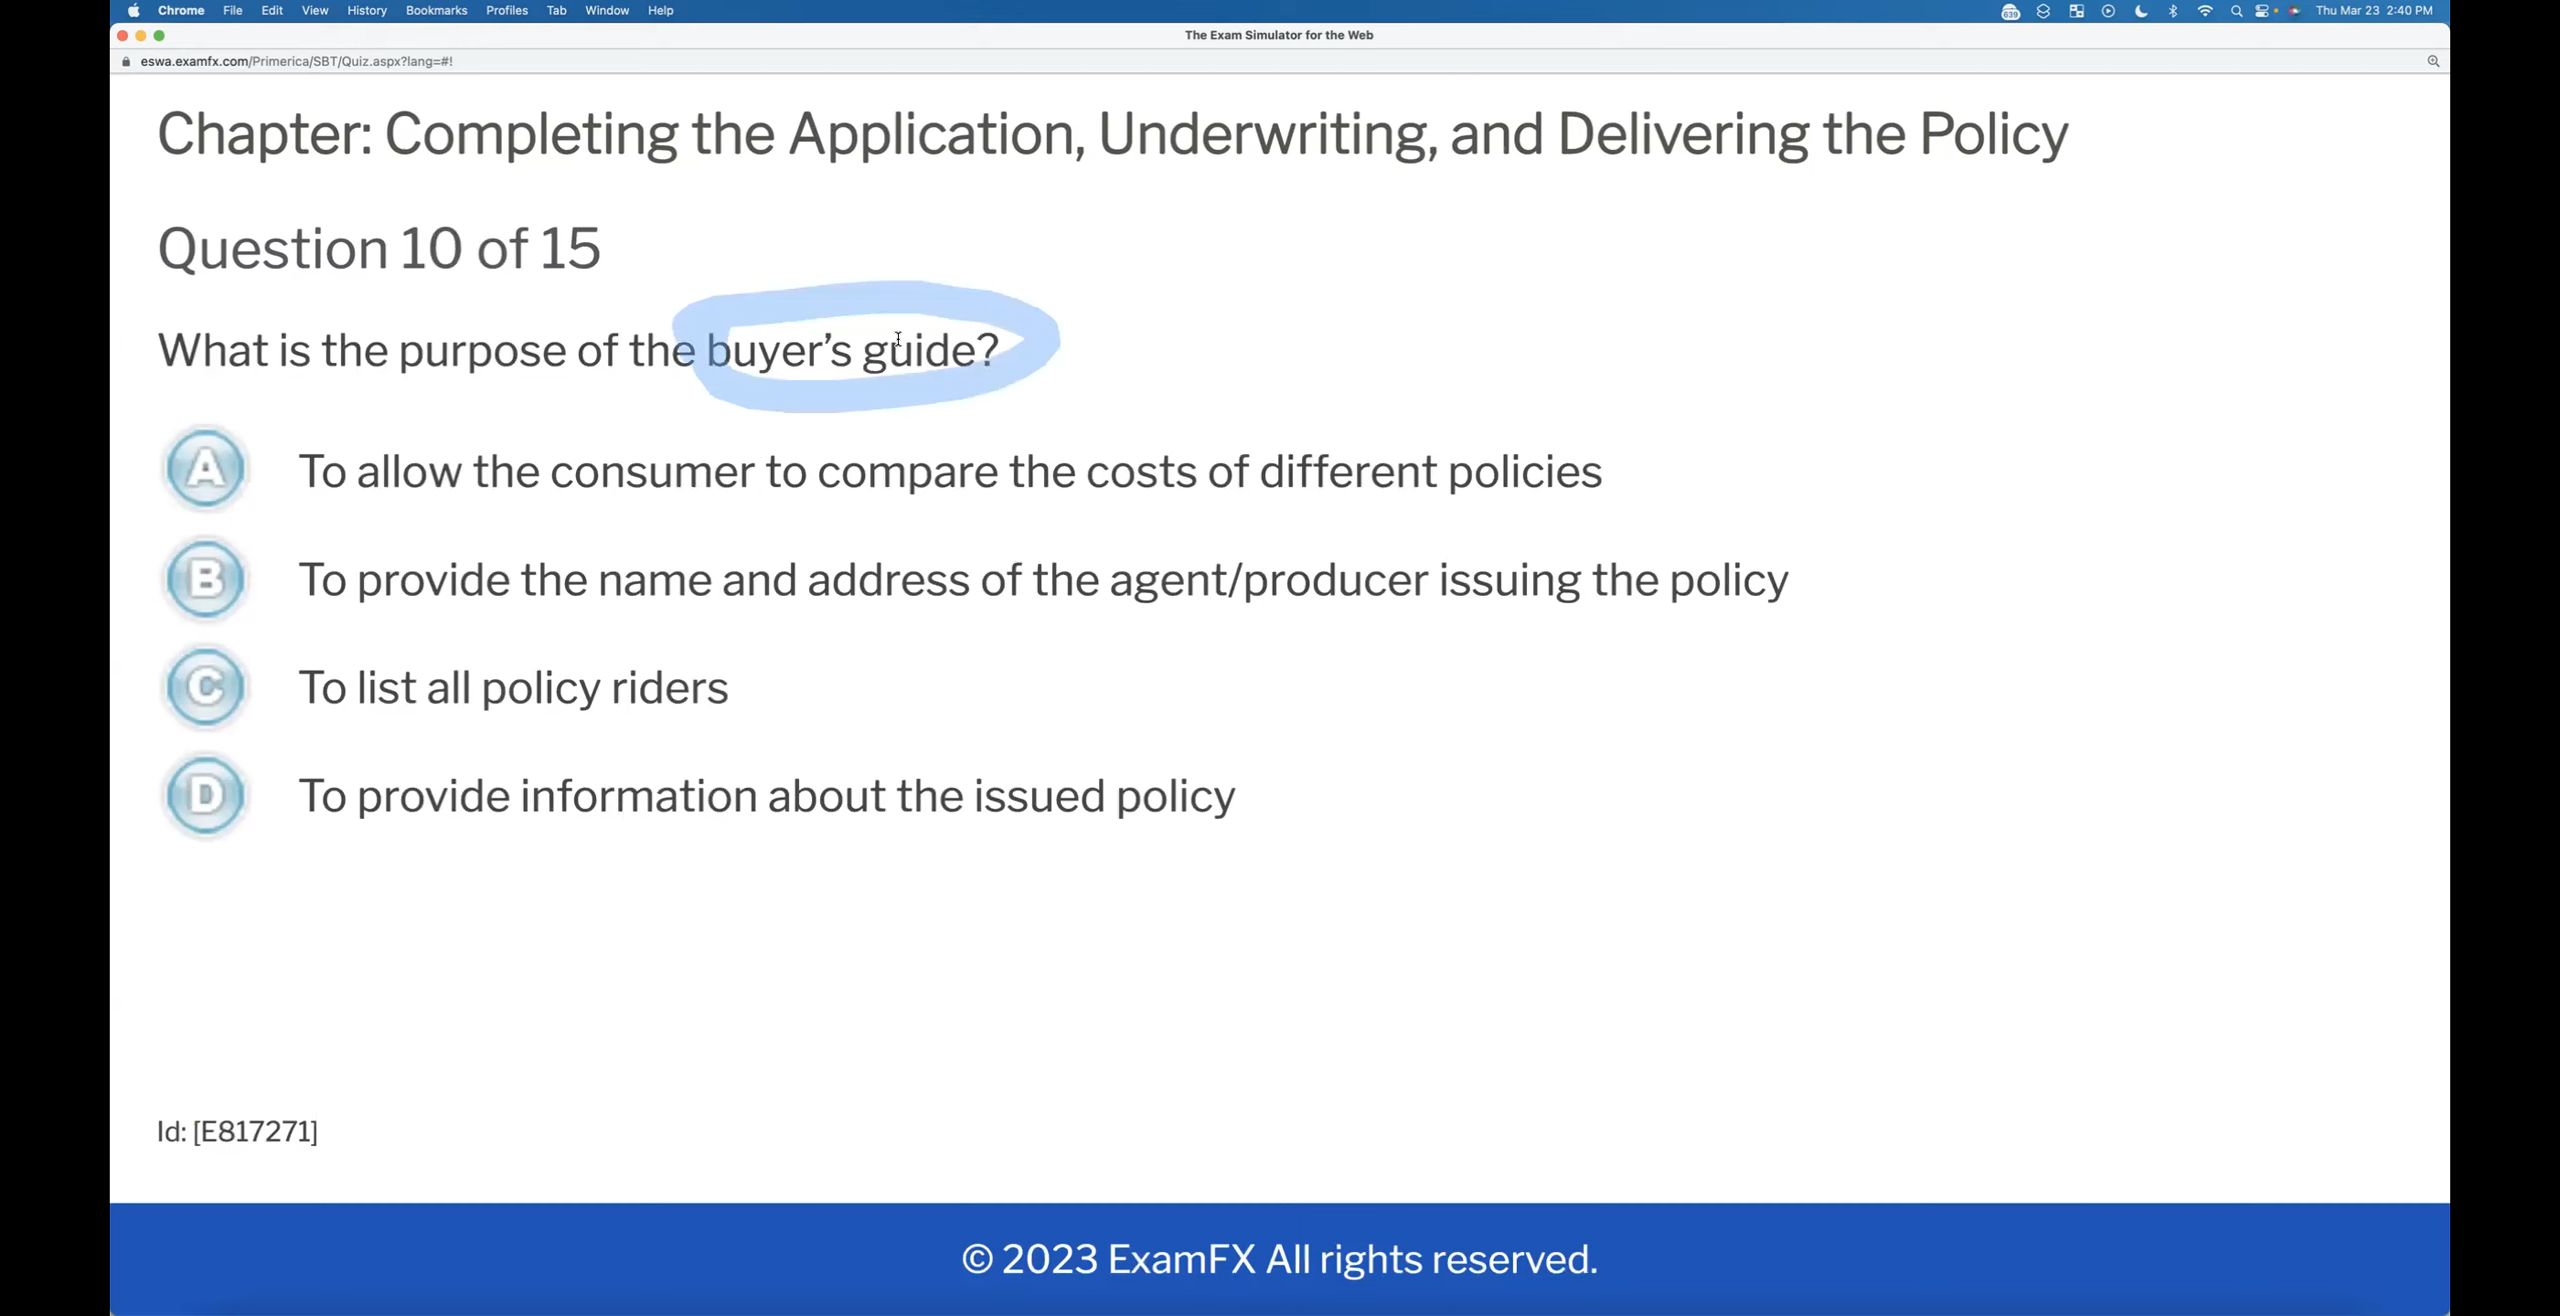 Chrome File Edit View History Bookmarks Profiles Tab Window Help 639 Thu Mar 23 2:40 PM
The Exam Simulator for the Web
eswa.examfx.com/Primerica/SBT/Quiz.aspx?lang=#!
Chapter: Completing the Application, Underwriting, and Delivering the Policy
Question 10 of 15
What is the purpose of the buyer’s guide?
A To allow the consumer to compare the costs of different policies
B To provide the name and address of the agent/producer issuing the policy
C To list all policy riders
D To provide information about the issued policy
Id: [E817271]
© 2023 ExamFX All rights reserved.